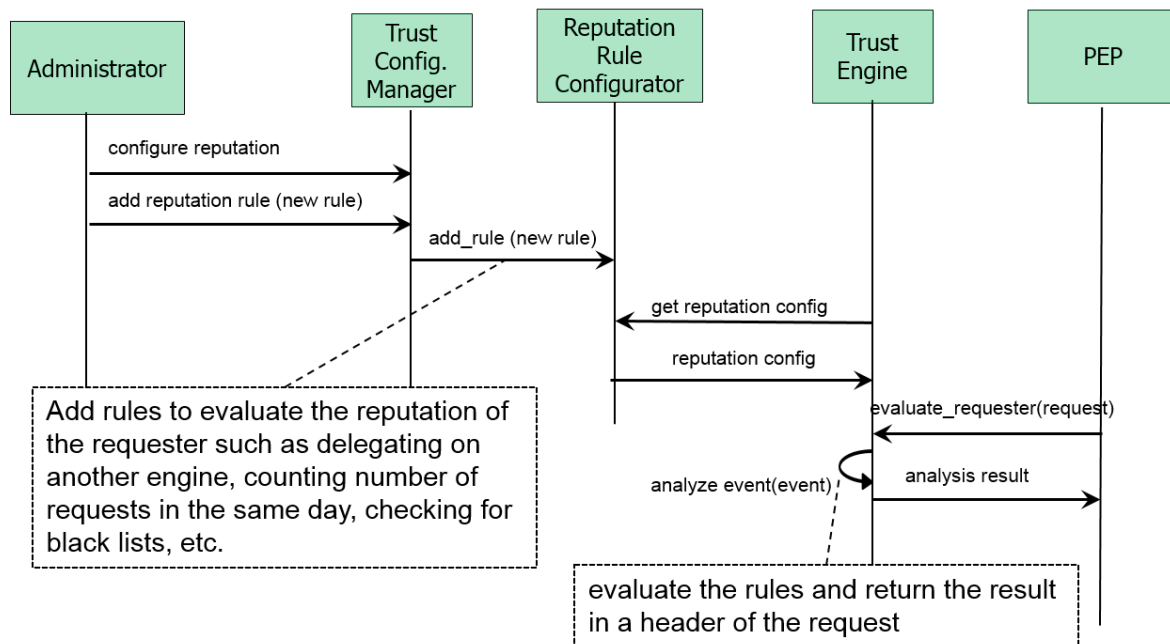 Administrator
Trust
Config.
Manager
Reputation
Rule
Configurator
Trust
Engine
PEP
configure reputation
add reputation rule (new rule)
add_rule (new rule)
get reputation config
reputation config
evaluate_requester(request)
analyze event(event)
analysis result
Add rules to evaluate the reputation of
the requester such as delegating on
another engine, counting number of
requests in the same day, checking for
black lists, etc.
evaluate the rules and return the result
in a header of the request